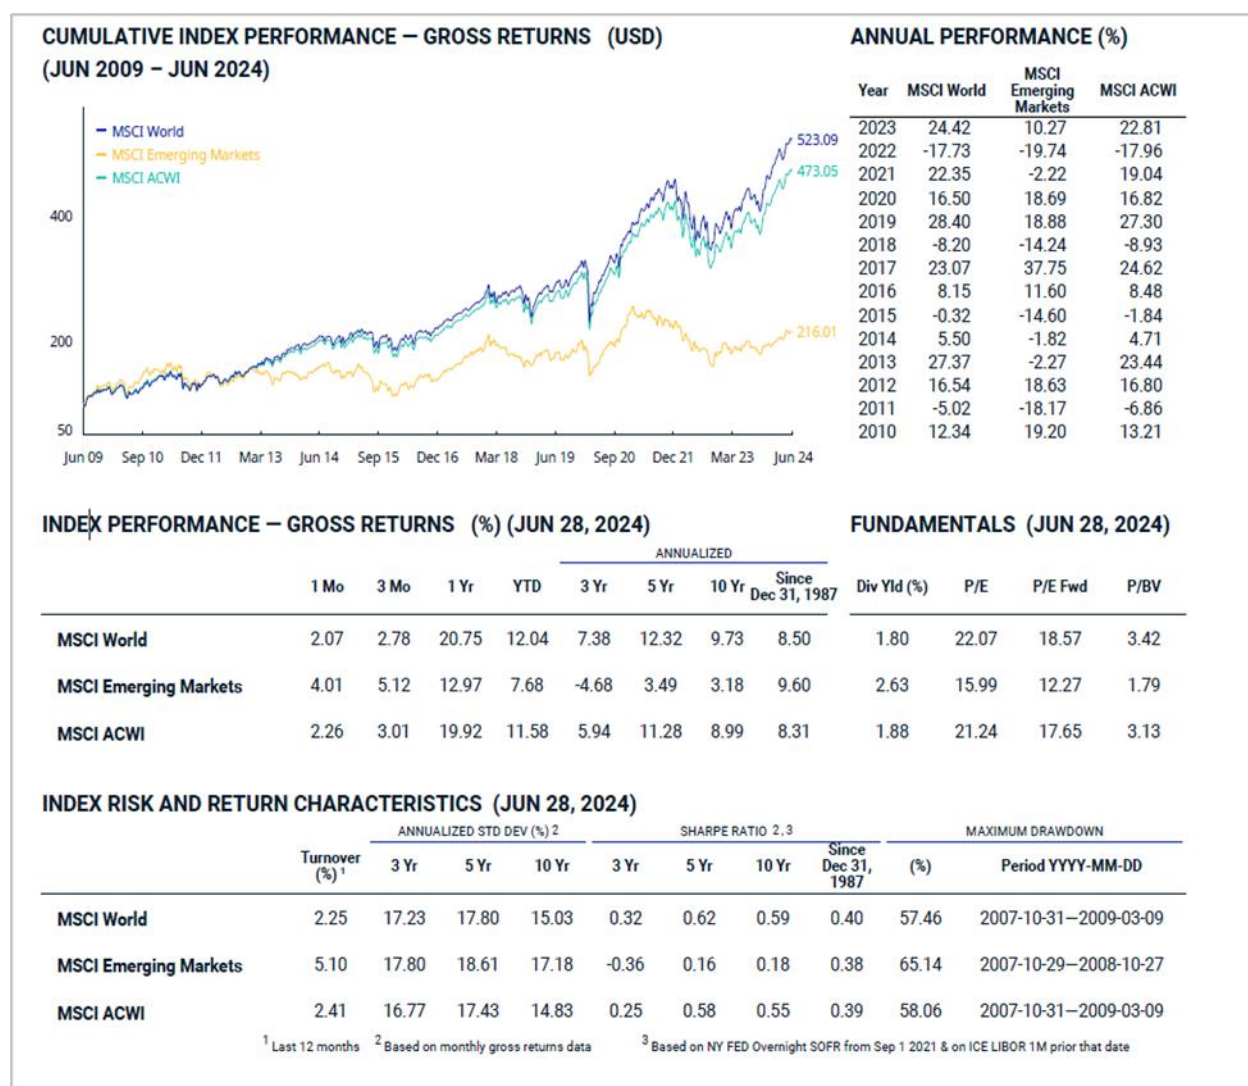 CUMULATIVE INDEX PERFORMANCE — GROSS RETURNS (USD)
(JUN 2009 – JUN 2024)
MSCI World
MSCI Emerging Markets
MSCI ACWI
523.09
473.05
400
200
216.01
50
Jun 09 Sep 10 Dec 11 Mar 13 Jun 14 Sep 15 Dec 16 Mar 18 Jun 19 Sep 20 Dec 21 Mar 23 Jun 24
ANNUAL PERFORMANCE (%)
Year MSCI World MSCI Emerging Markets MSCI ACWI
2023 24.42 10.27 22.81
2022 -17.73 -19.74 -17.96
2021 22.35 -2.22 19.04
2020 16.50 18.69 16.82
2019 28.40 18.88 27.30
2018 -8.20 -14.24 -8.93
2017 23.07 37.75 24.62
2016 8.15 11.60 8.48
2015 -0.32 -14.60 -1.84
2014 5.50 -1.82 4.71
2013 27.37 -2.27 23.44
2012 16.54 18.63 16.80
2011 -5.02 -18.17 -6.86
2010 12.34 19.20 13.21
INDEX PERFORMANCE — GROSS RETURNS (%) (JUN 28, 2024)
ANNUALIZED
1 Mo 3 Mo 1 Yr YTD 3 Yr 5 Yr 10 Yr Since Dec 31, 1987
MSCI World 2.07 2.78 20.75 12.04 7.38 12.32 9.73 8.50
MSCI Emerging Markets 4.01 5.12 12.97 7.68 -4.68 3.49 3.18 9.60
MSCI ACWI 2.26 3.01 19.92 11.58 5.94 11.28 8.99 8.31
FUNDAMENTALS (JUN 28, 2024)
Div Yld (%) P/E P/E Fwd P/BV
1.80 22.07 18.57 3.42
2.63 15.99 12.27 1.79
1.88 21.24 17.65 3.13
INDEX RISK AND RETURN CHARACTERISTICS (JUN 28, 2024)
ANNUALIZED STD DEV (%) 2 SHARPE RATIO 2,3 MAXIMUM DRAWDOWN
Turnover (%) 1 3 Yr 5 Yr 10 Yr 3 Yr 5 Yr 10 Yr Since Dec 31, 1987 (%) Period YYYY-MM-DD
MSCI World 2.25 17.23 17.80 15.03 0.32 0.62 0.59 0.40 57.46 2007-10-31—2009-03-09
MSCI Emerging Markets 5.10 17.80 18.61 17.18 -0.36 0.16 0.18 0.38 65.14 2007-10-29—2008-10-27
MSCI ACWI 2.41 16.77 17.43 14.83 0.25 0.58 0.55 0.39 58.06 2007-10-31—2009-03-09
1 Last 12 months 2 Based on monthly gross returns data 3 Based on NY FED Overnight SOFR from Sep 1 2021 & on ICE LIBOR 1M prior that date